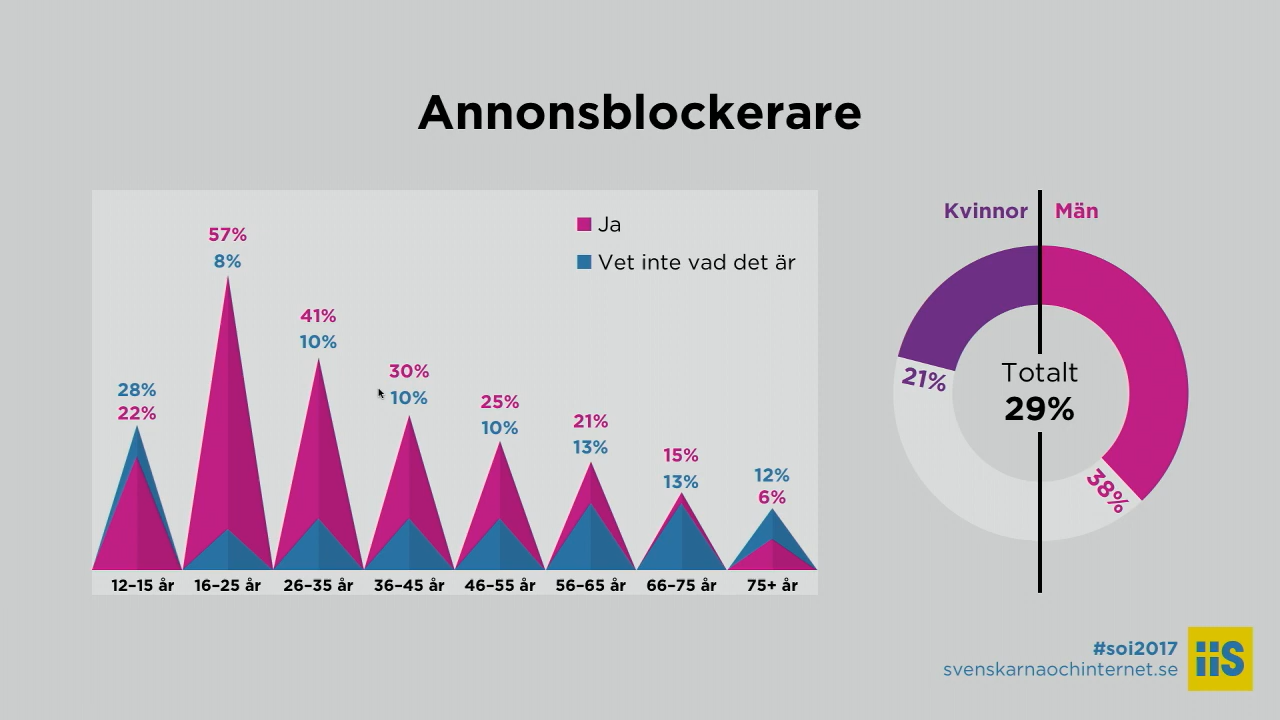 Annonsblockerare
Ja
Vet inte vad det är
28%
22%
57%
8%
41%
10%
30%
10%
25%
10%
21%
13%
15%
13%
12%
6%
12–15 år
16–25 år
26–35 år
36–45 år
46–55 år
56–65 år
66–75 år
75+ år
Kvinnor
Män
21%
Totalt
29%
38%
#soi2017
svenskarnaochinternet.se
iiS